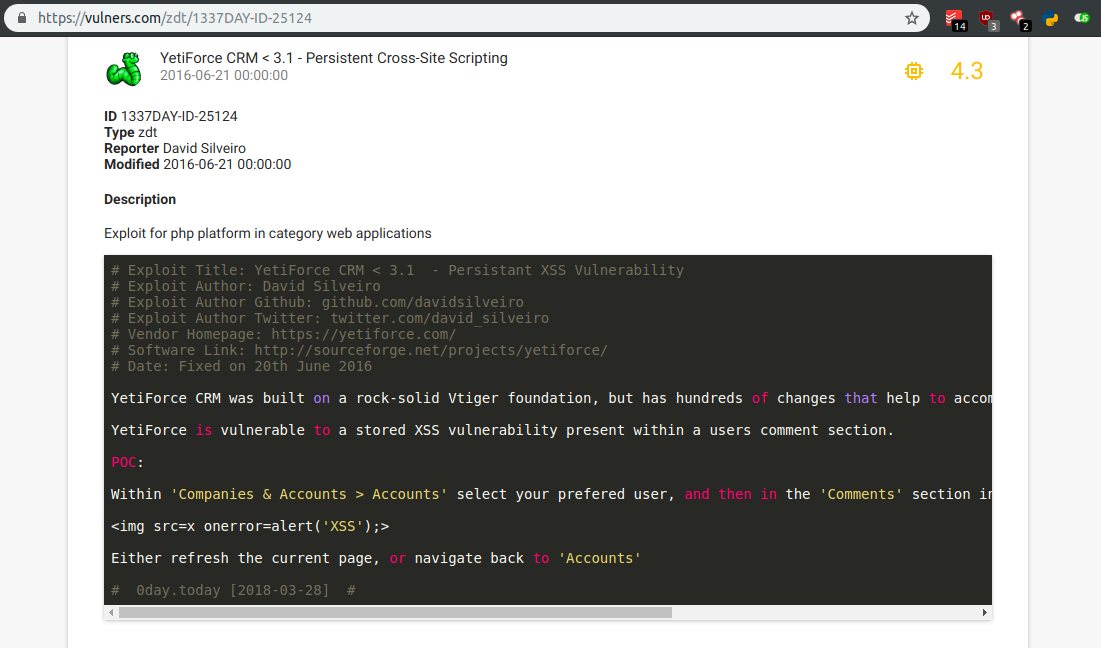 https://vulners.com/zdt/1337DAY-ID-25124
14
UD
3
2
YetiForce CRM < 3.1 - Persistent Cross-Site Scripting
2016-06-21 00:00:00
4.3
ID 1337DAY-ID-25124
Type zdt
Reporter David Silveiro
Modified 2016-06-21 00:00:00
Description
Exploit for php platform in category web applications
# Exploit Title: YetiForce CRM < 3.1  - Persistant XSS Vulnerability
# Exploit Author: David Silveiro
# Exploit Author Github: github.com/davidsilveiro
# Exploit Author Twitter: twitter.com/david_silveiro
# Vendor Homepage: https://yetiforce.com/
# Software Link: http://sourceforge.net/projects/yetiforce/
# Date: Fixed on 20th June 2016
YetiForce CRM was built on a rock-solid Vtiger foundation, but has hundreds of changes that help to accom
YetiForce is vulnerable to a stored XSS vulnerability present within a users comment section.
POC:
Within 'Companies & Accounts > Accounts' select your prefered user, and then in the 'Comments' section in
<img src=x onerror=alert('XSS');>
Either refresh the current page, or navigate back to 'Accounts'
#  0day.today [2018-03-28]  #